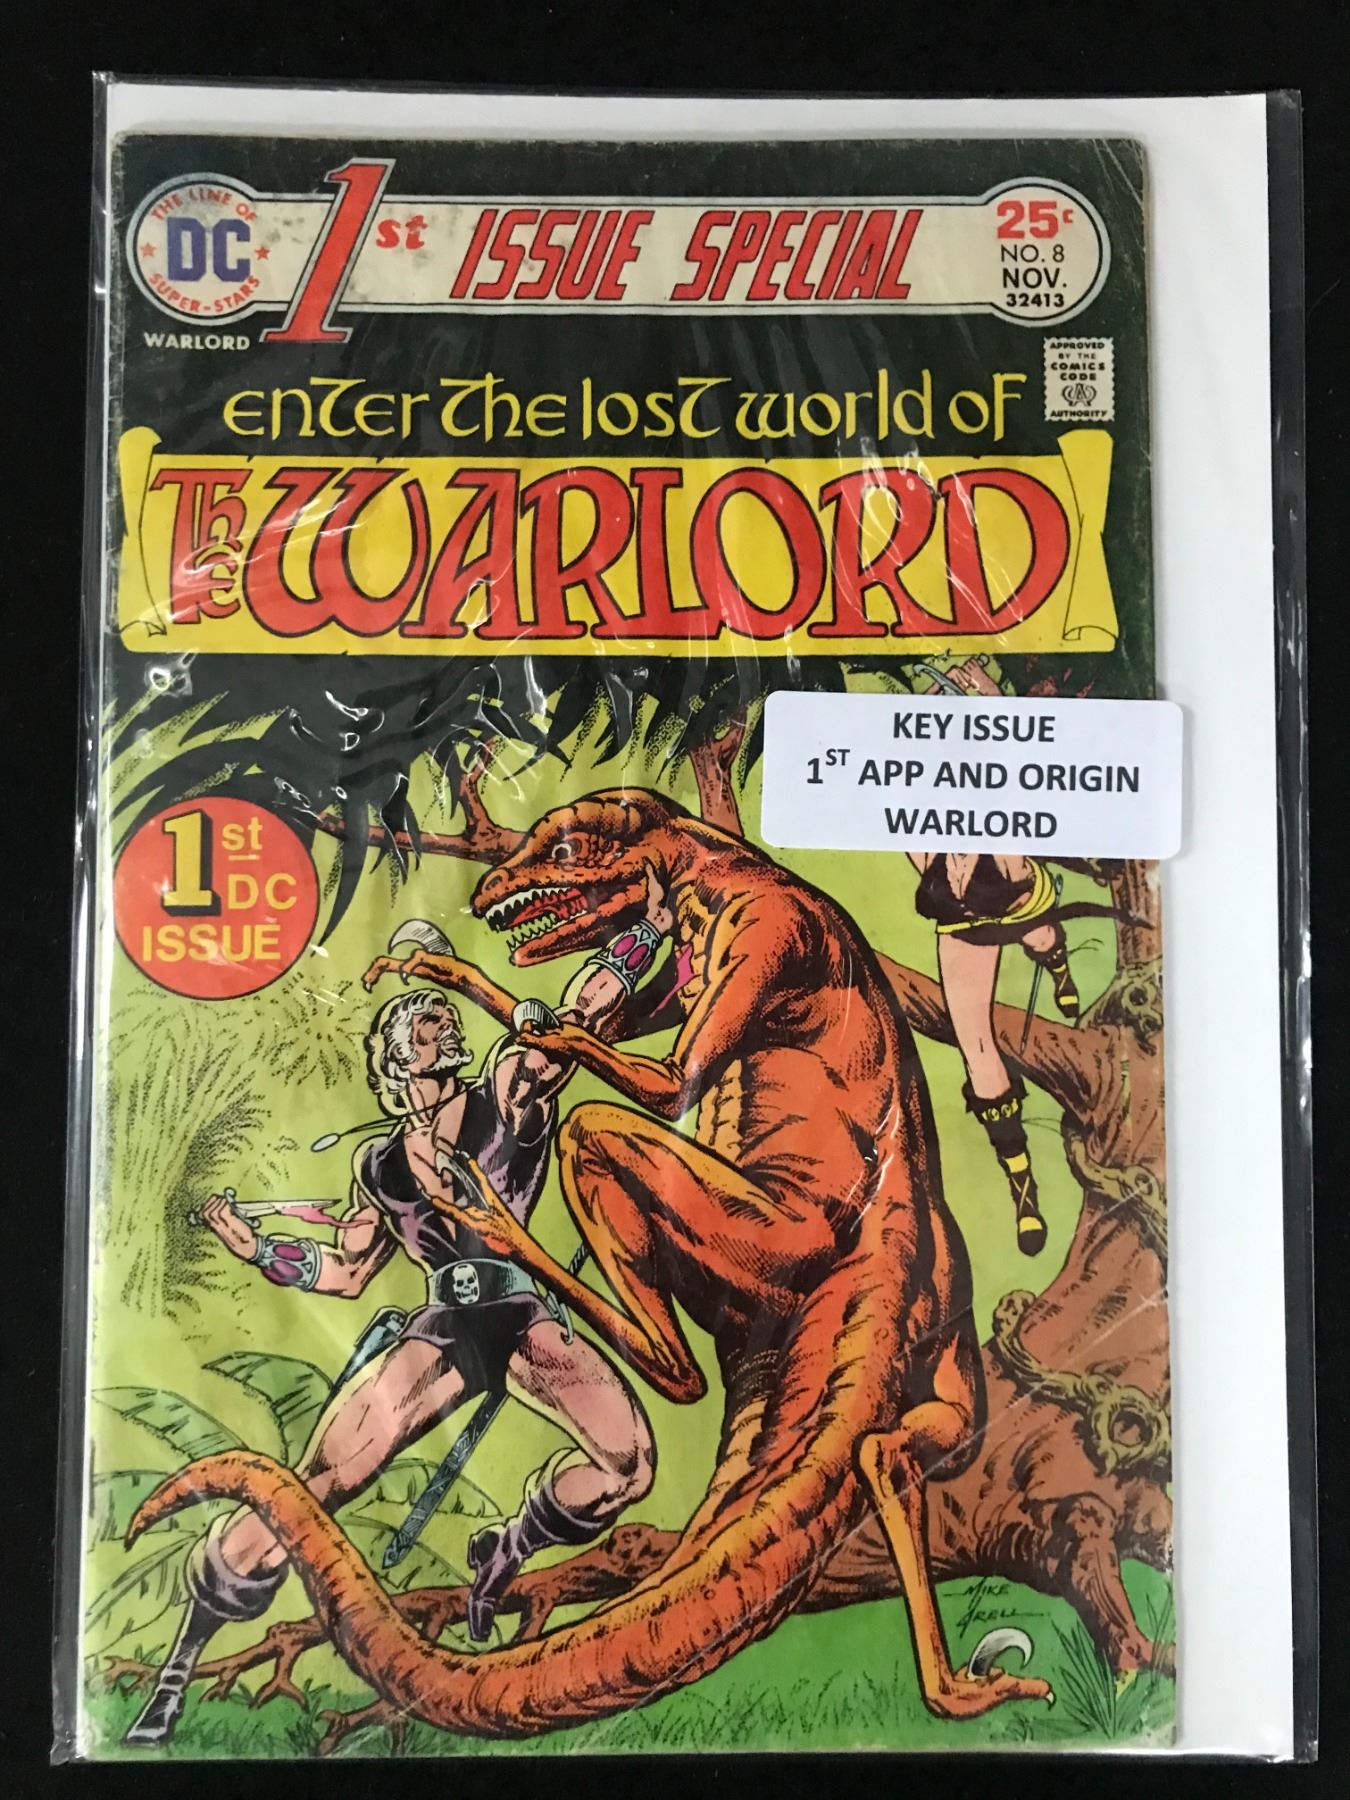 THE LINE OF
DC
SUPER-STARS
1st ISSUE SPECIAL
25¢
NO. 8
NOV.
32413
WARLORD
APPROVED
BY THE
COMICS
CODE
CA
AUTHORITY
enter the lost world of
The WARLORD
KEY ISSUE
1ST APP AND ORIGIN
WARLORD
1st
DC
ISSUE
MIKE
GRELL